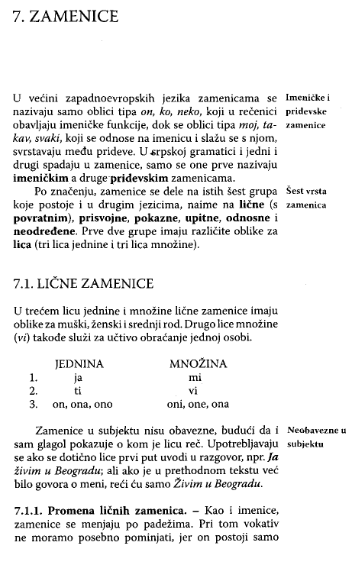 7. ZAMENICE
U većini zapadnoevropskih jezika zamenicama se
nazivaju samo oblici tipa on, ko, neko, koji u rečenici
obavljaju imeničke funkcije, dok se oblici tipa moj, ta-
kav, svaki, koji se odnose na imenicu i slažu se s njom,
svrstavaju među prideve. U srpskoj gramatici i jedni i
drugi spadaju u zamenice, samo se one prve nazivaju
imeničkim a druge pridevskim zamenicama.
Imeničke i
pridevske
zamenice
Po značenju, zamenice se dele na istih šest grupa
koje postoje i u drugim jezicima, naime na lične (s
povratnim), prisvojne, pokazne, upitne, odnosne i
neodređene. Prve dve grupe imaju različite oblike za
lica (tri lica jednine i tri lica množine).
Šest vrsta
zamenica
7.1. LIČNE ZAMENICE
U trećem licu jednine i množine lične zamenice imaju
oblike za muški, ženski i srednji rod. Drugo lice množine
(vi) takođe služi za učtivo obraćanje jednoj osobi.
JEDNINA MNOŽINA
1. ja mi
2. ti vi
3. on, ona, ono oni, one, ona
Zamenice u subjektu nisu obavezne, budući da i
sam glagol pokazuje o kom je licu reč. Upotrebljavaju
se ako se dotično lice prvi put uvodi u razgovor, npr. Ja
živim u Beogradu; ali ako je u prethodnom tekstu već
bilo govora o meni, reći ću samo Živim u Beogradu.
Neobavezne u
subjektu
7.1.1. Promena ličnih zamenica. – Kao i imenice,
zamenice se menjaju po padežima. Pri tom vokativ
ne moramo posebno pominjati, jer on postoji samo